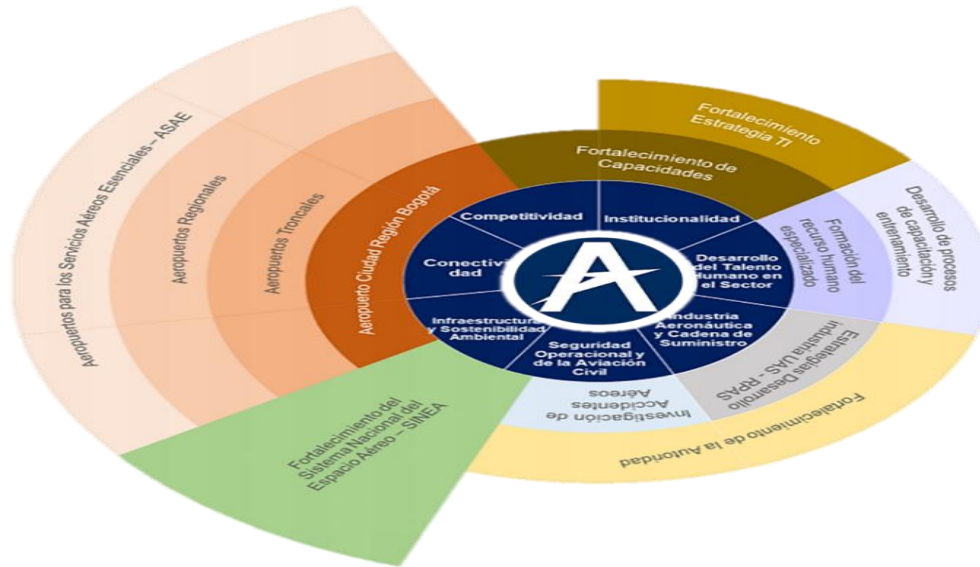 Fortalecimiento
Estrategia TI
Fortalecimiento de
Capacidades
Desarrollo de procesos
de capacitación y
entrenamiento
Formación del
recurso humano
especializado
Aeropuertos para los Servicios Aéreos Esenciales – ASAE
Aeropuertos Regionales
Aeropuertos Troncales
Aeropuerto Ciudad Región Bogotá
Competitividad
Institucionalidad
Conectivi
dad
Desarrollo
del Talento
Humano en
el Sector
Infraestructura
y Sostenibilidad
Ambiental
Industria
Aeronáutica
y Cadena de
Suministro
Seguridad
Operacional y
de la Aviación
Civil
A
Estrategias Desarrollo
industria UAS - RPAS
Investigación de
Accidentes
Aéreos
Fortalecimiento de la Autoridad
Fortalecimiento del
Sistema Nacional del
Espacio Aéreo – SINEA